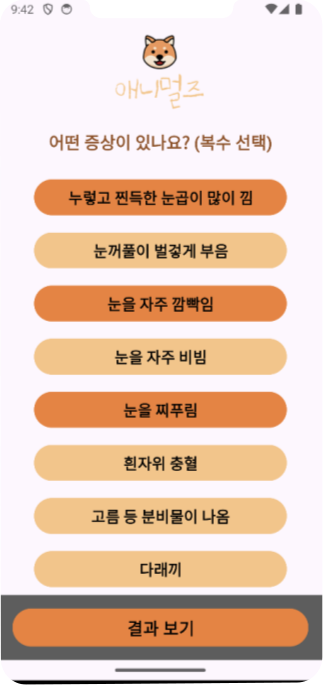 9:42
애니멀즈
어떤 증상이 있나요? (복수 선택)
누렇고 찐득한 눈곱이 많이 낌
눈꺼풀이 벌겋게 부음
눈을 자주 깜빡임
눈을 자주 비빔
눈을 찌푸림
흰자위 충혈
고름 등 분비물이 나옴
다래끼
결과 보기